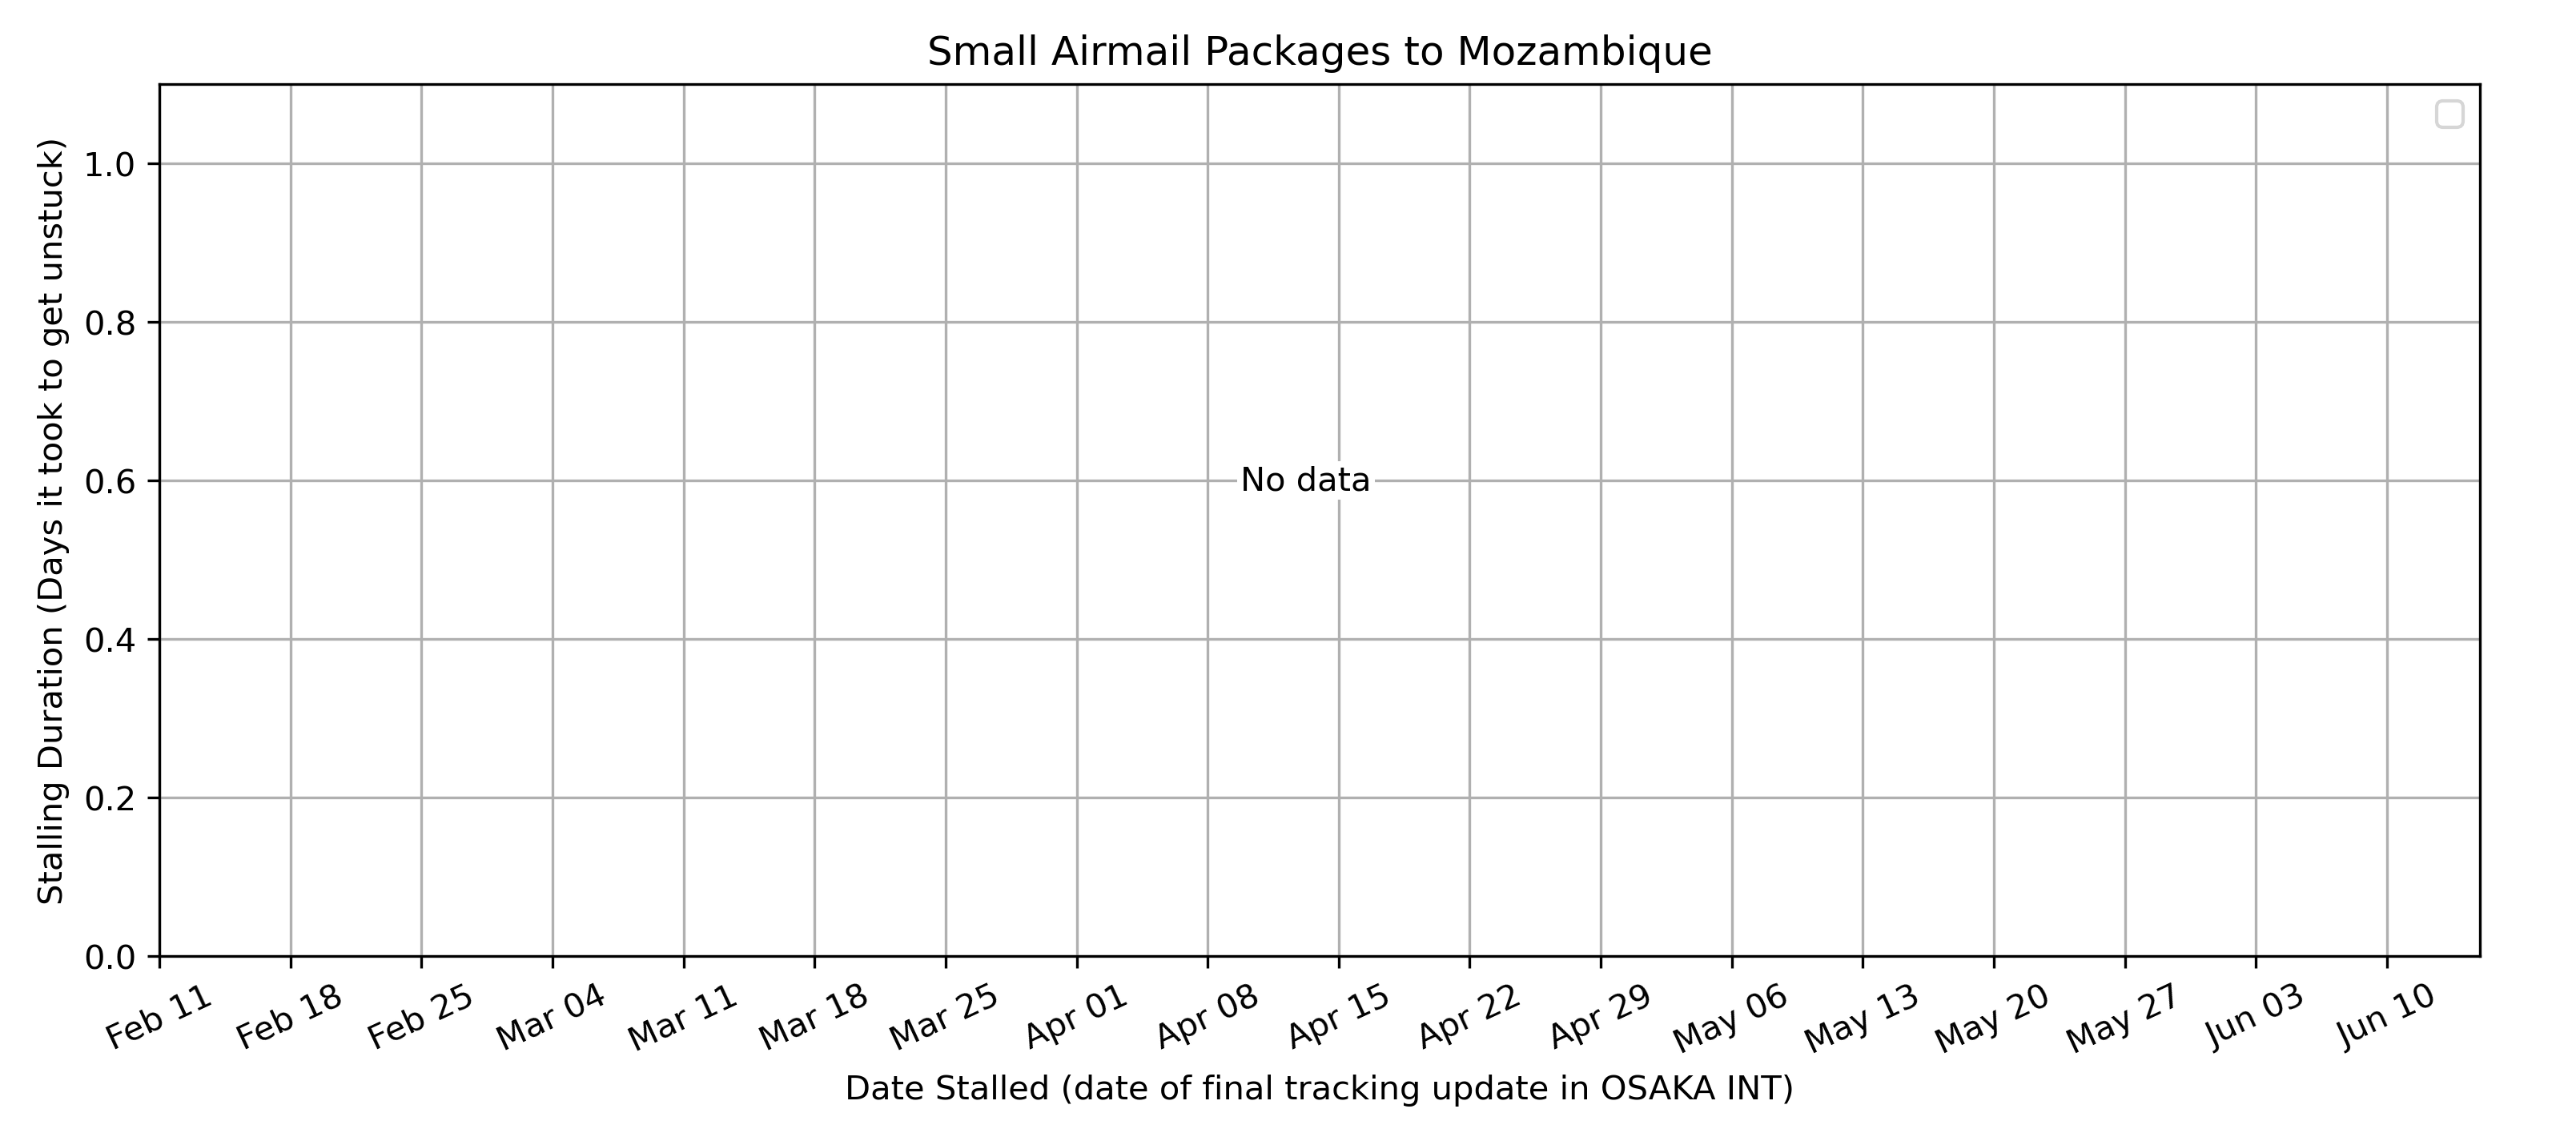 Small Airmail Packages to Mozambique
Stalling Duration (Days it took to get unstuck)
1.0
0.8
0.6
0.4
0.2
0.0
No data
Feb 11
Feb 18
Feb 25
Mar 04
Mar 11
Mar 18
Mar 25
Apr 01
Apr 08
Apr 15
Apr 22
Apr 29
May 06
May 13
May 20
May 27
Jun 03
Jun 10
Date Stalled (date of final tracking update in OSAKA INT)